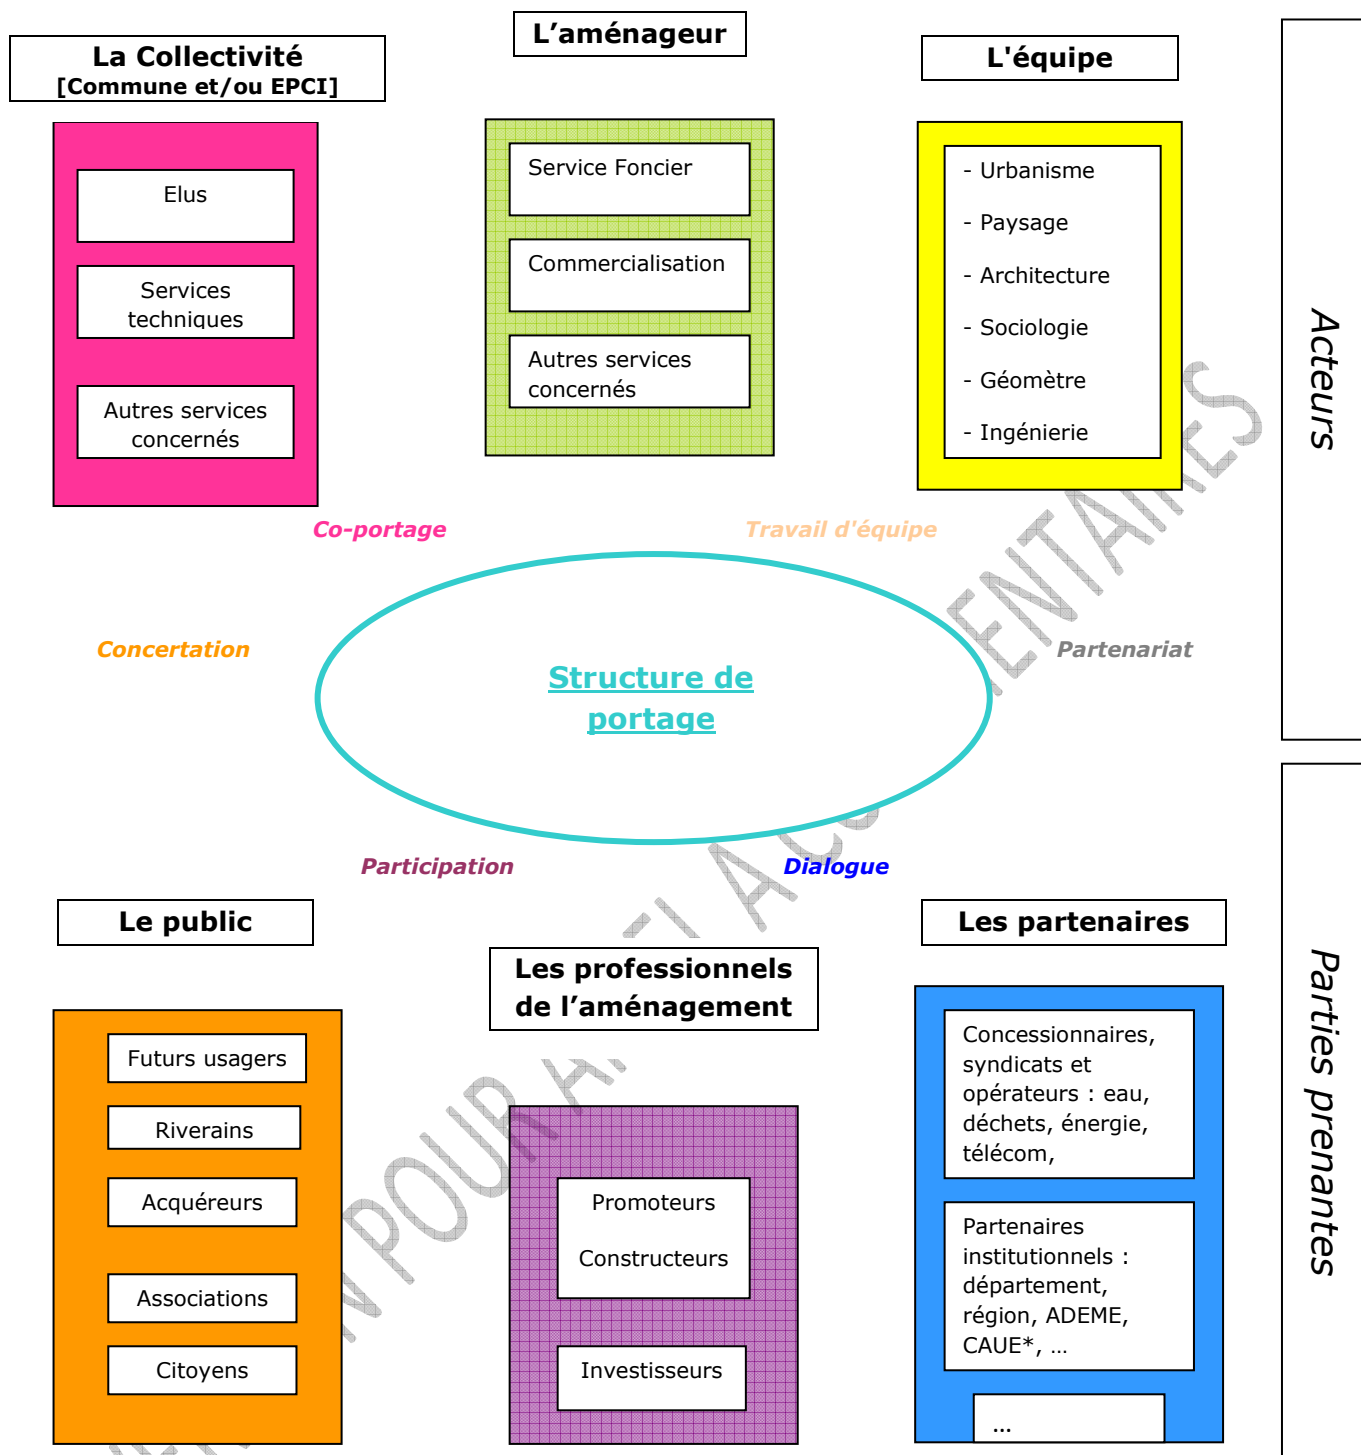 La Collectivité
[Commune et/ou EPCI]
L’aménageur
L'équipe
Elus
Services
techniques
Autres services
concernés
Service Foncier
Commercialisation
Autres services
concernés
- Urbanisme
- Paysage
- Architecture
- Sociologie
- Géomètre
- Ingénierie
Acteurs
Co-portage
Travail d'équipe
Concertation
Partenariat
Structure de
portage
Participation
Dialogue
Le public
Les professionnels
de l’aménagement
Les partenaires
Futurs usagers
Riverains
Acquéreurs
Associations
Citoyens
Promoteurs
Constructeurs
Investisseurs
Concessionnaires,
syndicats et
opérateurs : eau,
déchets, énergie,
télécom,
Partenaires
institutionnels :
département,
région, ADEME,
CAUE*, …
...
Parties prenantes
POUR